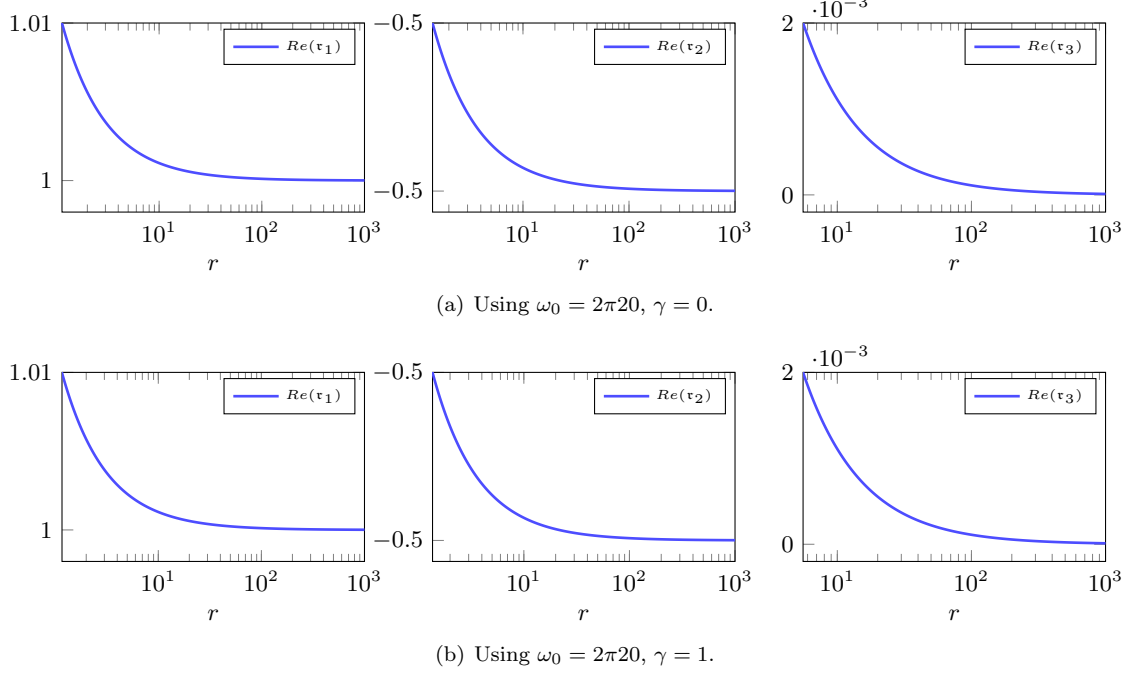 1.01
1
Re(𝔯₁)
10¹ 10² 10³
r
−0.5
−0.5
Re(𝔯₂)
10¹ 10² 10³
r
·10⁻³
2
0
Re(𝔯₃)
10¹ 10² 10³
r
(a) Using ω₀ = 2π20, γ = 0.
1.01
1
Re(𝔯₁)
10¹ 10² 10³
r
−0.5
−0.5
Re(𝔯₂)
10¹ 10² 10³
r
·10⁻³
2
0
Re(𝔯₃)
10¹ 10² 10³
r
(b) Using ω₀ = 2π20, γ = 1.